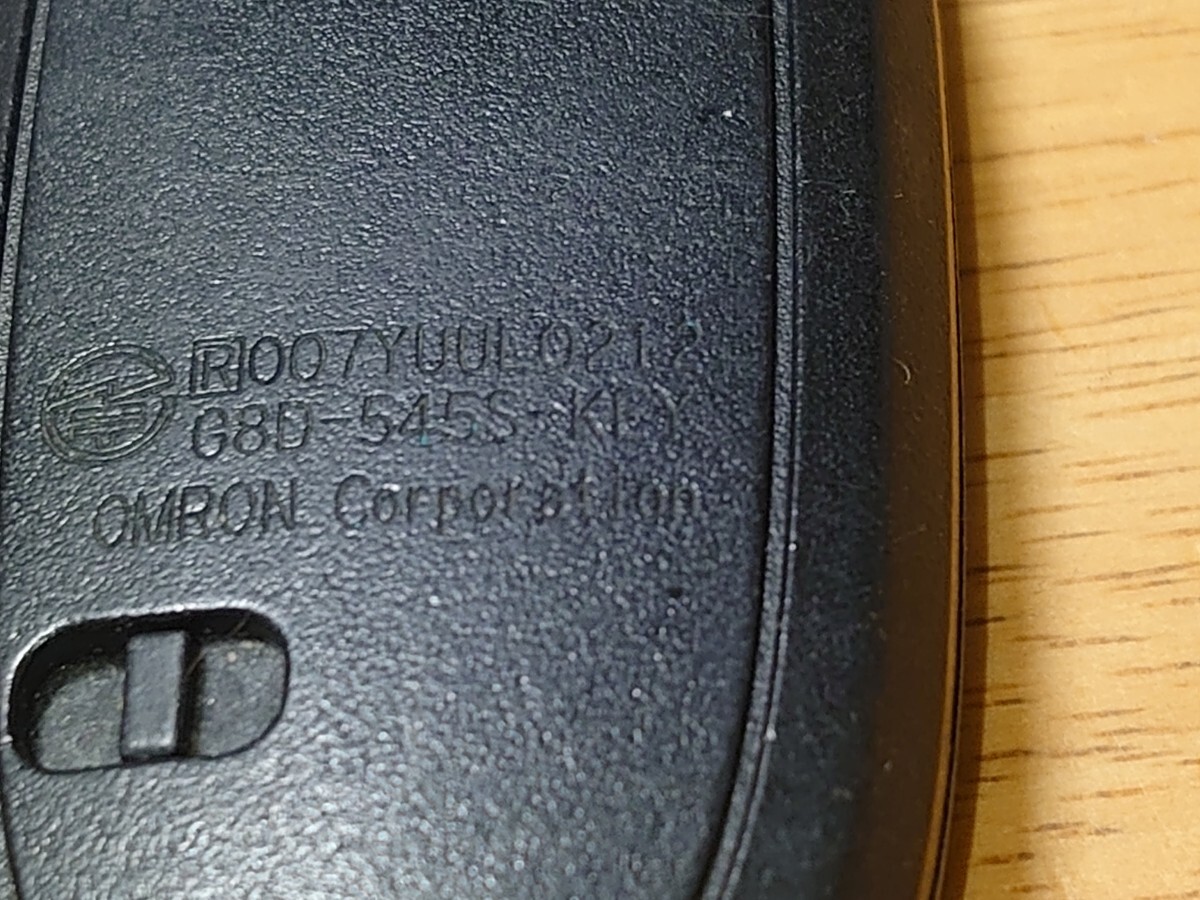 R007YUUL0212
G8D-545S-KEY
OMRON Corporation